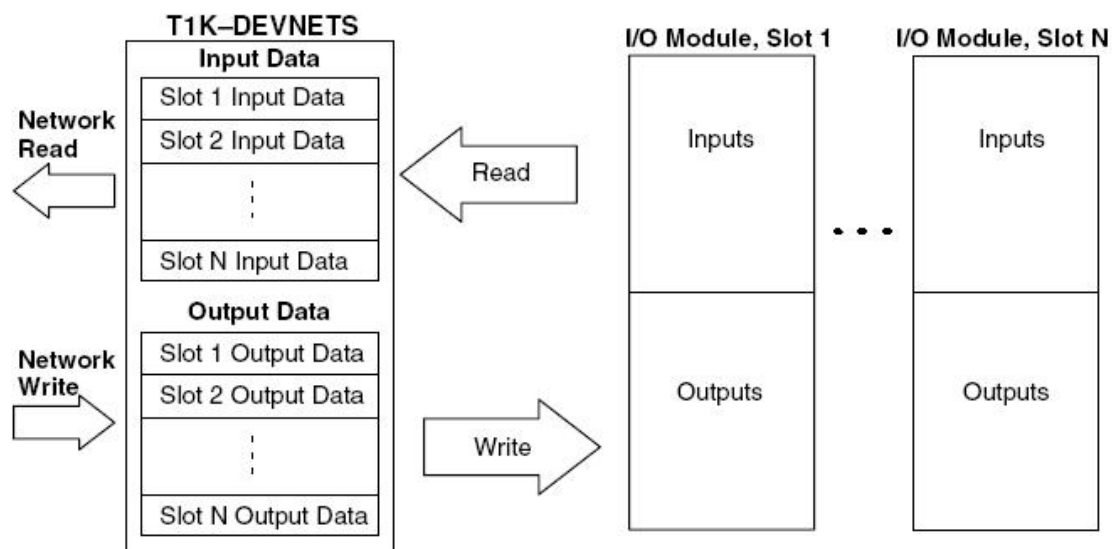 T1K–DEVNETS
Input Data
Slot 1 Input Data
Slot 2 Input Data
Slot N Input Data
Output Data
Slot 1 Output Data
Slot 2 Output Data
Slot N Output Data
Network
Read
Network
Write
Read
Write
I/O Module, Slot 1
Inputs
Outputs
I/O Module, Slot N
Inputs
Outputs